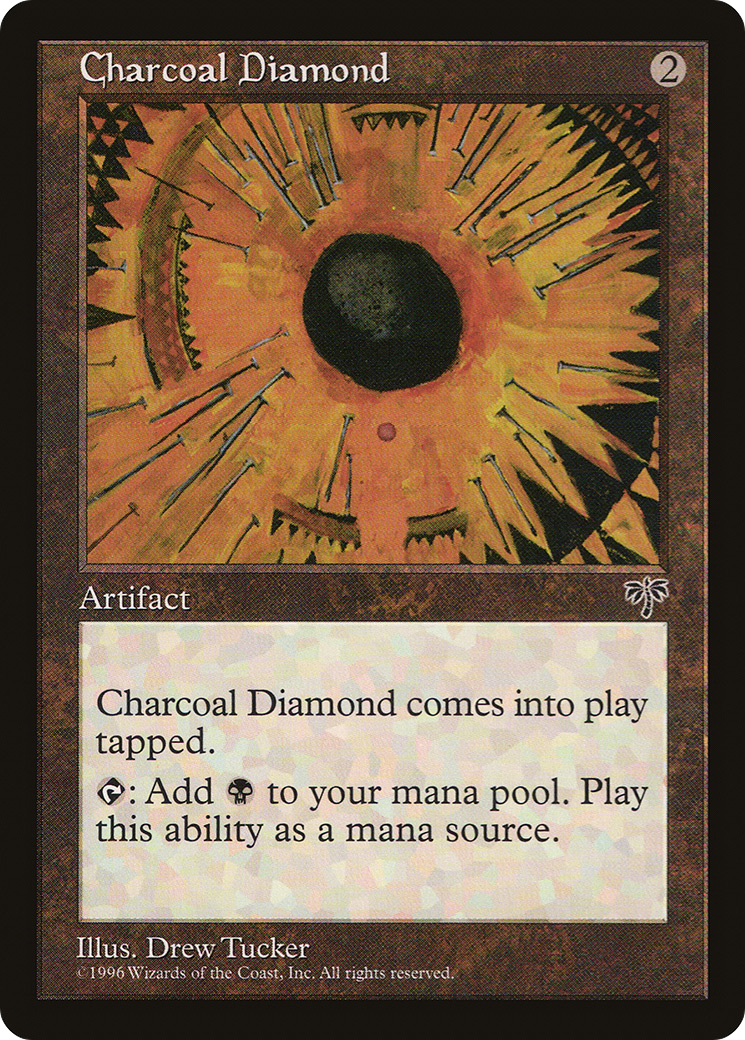 Charcoal Diamond 2
Artifact
Charcoal Diamond comes into play
tapped.
: Add to your mana pool. Play
this ability as a mana source.
Illus. Drew Tucker
©1996 Wizards of the Coast, Inc. All rights reserved.